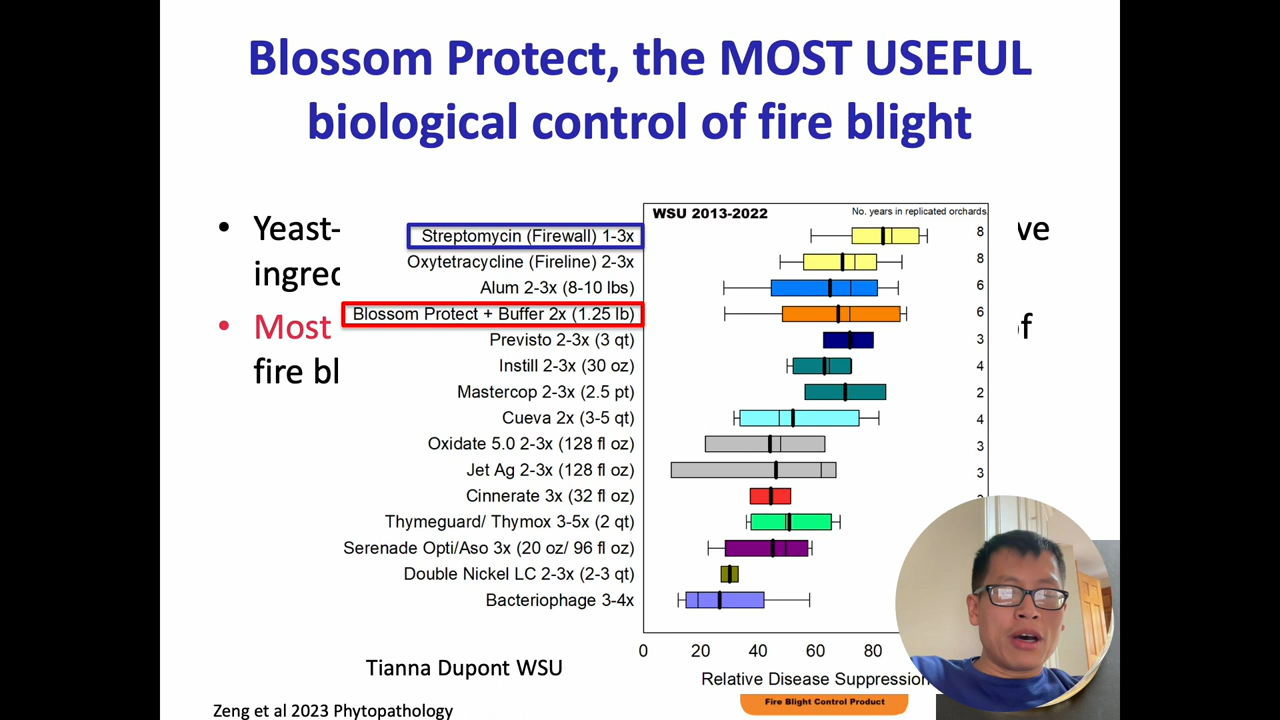 Blossom Protect, the MOST USEFUL
biological control of fire blight
• Yeast- ve
ingred
• Most of
fire bl
WSU 2013-2022 No. years in replicated orchards
Streptomycin (Firewall) 1-3x 8
Oxytetracycline (Fireline) 2-3x 8
Alum 2-3x (8-10 lbs) 6
Blossom Protect + Buffer 2x (1.25 lb) 6
Previsto 2-3x (3 qt) 3
Instill 2-3x (30 oz) 4
Mastercop 2-3x (2.5 pt) 2
Cueva 2x (3-5 qt) 4
Oxidate 5.0 2-3x (128 fl oz) 3
Jet Ag 2-3x (128 fl oz) 3
Cinnerate 3x (32 fl oz)
Thymeguard/ Thymox 3-5x (2 qt)
Serenade Opti/Aso 3x (20 oz/ 96 fl oz)
Double Nickel LC 2-3x (2-3 qt)
Bacteriophage 3-4x
0 20 40 60 80
Relative Disease Suppression
Fire Blight Control Product
Tianna Dupont WSU
Zeng et al 2023 Phytopathology